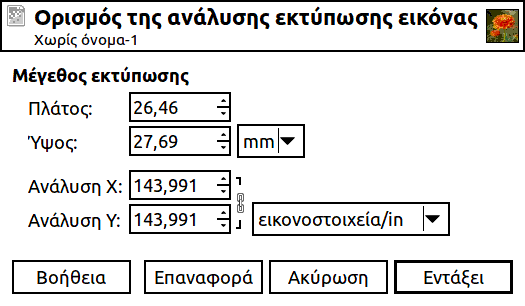 Ορισμός της ανάλυσης εκτύπωσης εικόνας
Χωρίς όνομα-1
Μέγεθος εκτύπωσης
Πλάτος: 26,46
Ύψος: 27,69 mm
Ανάλυση X: 143,991
Ανάλυση Y: 143,991 εικονοστοιχεία/in
Βοήθεια Επαναφορά Ακύρωση Εντάξει